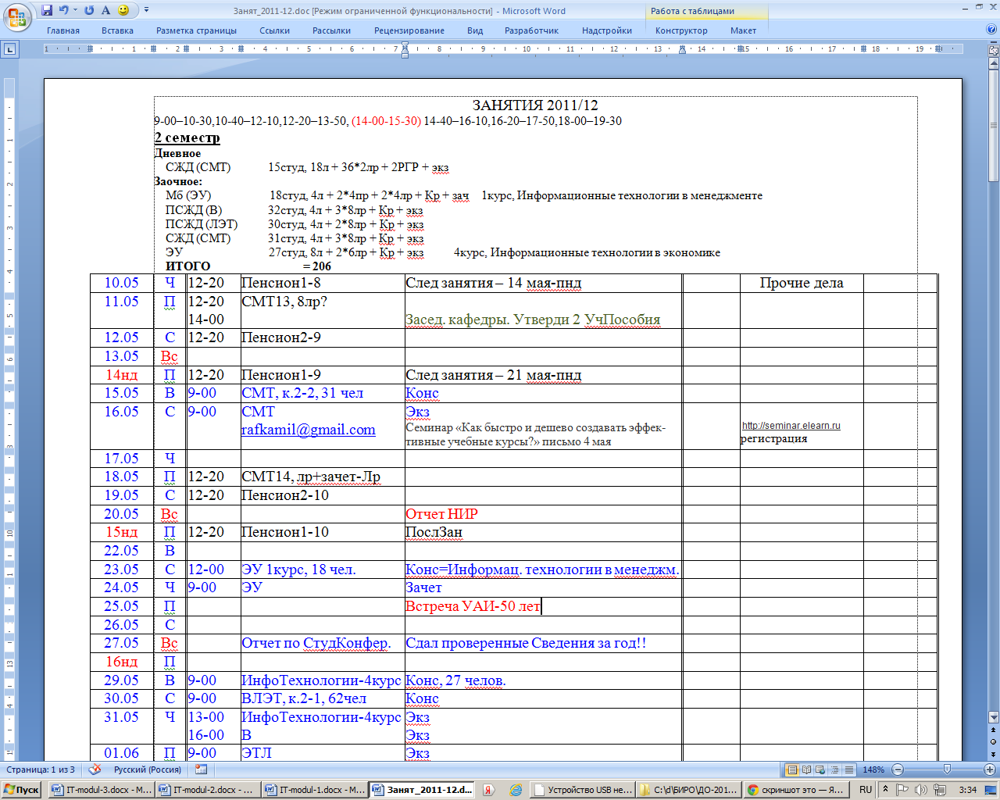 Занят_2011-12.doc [Режим ограниченной функциональности] - Microsoft Word
Работа с таблицами
Главная Вставка Разметка страницы Ссылки Рассылки Рецензирование Вид Разработчик Надстройки Конструктор Макет
ЗАНЯТИЯ 2011/12
9-00–10-30,10-40–12-10,12-20–13-50, (14-00-15-30) 14-40–16-10,16-20–17-50,18-00–19-30
2 семестр
Дневное
СЖД (СМТ) 15студ, 18л + 36*2лр + 2РГР + экз
Заочное:
Мб (ЭУ) 18студ, 4л + 2*4пр + 2*4лр + Кр + зач 1курс, Информационные технологии в менеджменте
ПСЖД (В) 32студ, 4л + 3*8лр + Кр + экз
ПСЖД (ЛЭТ) 30студ, 4л + 2*8лр + Кр + экз
СЖД (СМТ) 31студ, 4л + 3*8лр + Кр + экз
ЭУ 27студ, 8л + 2*6лр + Кр + экз 4курс, Информационные технологии в экономике
ИТОГО = 206
10.05 Ч 12-20 Пенсион1-8 След занятия – 14 мая-пнд Прочие дела
11.05 П 12-20 СМТ13, 8лр?
14-00 Засед. кафедры. Утверди 2 УчПособия
12.05 С 12-20 Пенсион2-9
13.05 Вс
14нд П 12-20 Пенсион1-9 След занятия – 21 мая-пнд
15.05 В 9-00 СМТ, к.2-2, 31 чел Конс
16.05 С 9-00 СМТ Экз
rafkamil@gmail.com Семинар «Как быстро и дешево создавать эффек-
тивные учебные курсы?» письмо 4 мая
http://seminar.elearn.ru
регистрация
17.05 Ч
18.05 П 12-20 СМТ14, лр+зачет-Лр
19.05 С 12-20 Пенсион2-10
20.05 Вс Отчет НИР
15нд П 12-20 Пенсион1-10 ПослЗан
22.05 В
23.05 С 12-00 ЭУ 1курс, 18 чел. Конс=Информац. технологии в менеджм.
24.05 Ч 9-00 ЭУ Зачет
25.05 П Встреча УАИ-50 лет
26.05 С
27.05 Вс Отчет по СтудКонфер. Сдал проверенные Сведения за год!!
16нд П
29.05 В 9-00 ИнфоТехнологии-4курс Конс, 27 челов.
30.05 С 9-00 ВЛЭТ, к.2-1, 62чел Конс
31.05 Ч 13-00 ИнфоТехнологии-4курс Экз
16-00 В Экз
01.06 П 9-00 ЭТЛ Экз
Страница: 1 из 3 Русский (Россия) 148%
Пуск IT-modul-3.docx - M... IT-modul-2.docx - ... IT-modul-1.docx - M... Занят_2011-12.d... Устройство USB не... C:\d\БИРО\ДО-201... скриншот это — Я... RU 3:34